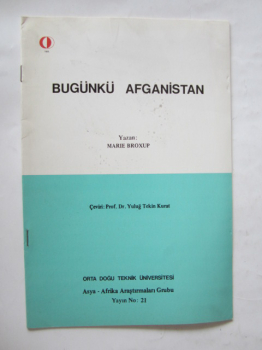 BUGÜNKÜ AFGANİSTAN
Yazan:
MARIE BROXUP
Çeviri: Prof. Dr. Yuluğ Tekin Kurat
ORTA DOĞU TEKNİK ÜNİVERSİTESİ
Asya - Afrika Araştırmaları Grubu
Yayın No: 21